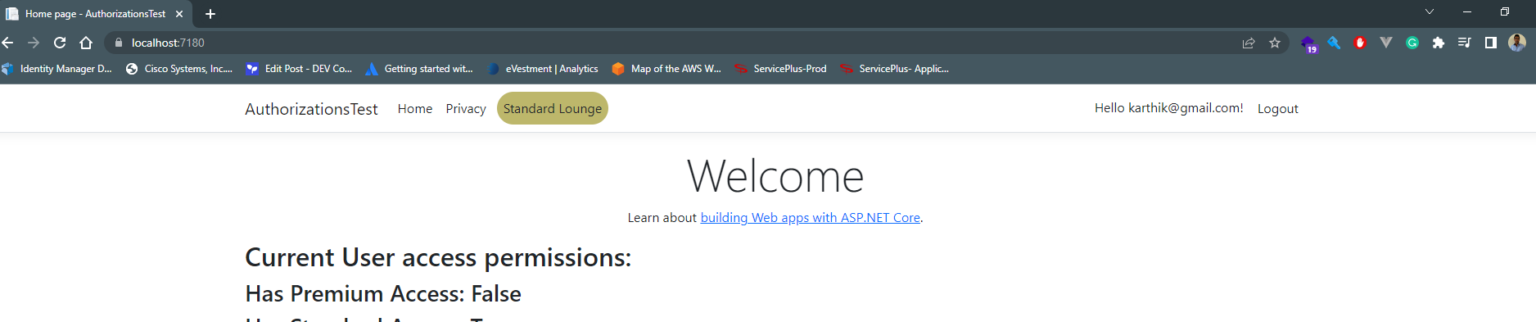 Home page - AuthorizationsTest
localhost:7180
19
Identity Manager D... Cisco Systems, Inc.... Edit Post - DEV Co... Getting started wit... eVestment | Analytics Map of the AWS W... ServicePlus-Prod ServicePlus- Applic...
AuthorizationsTest Home Privacy Standard Lounge Hello karthik@gmail.com! Logout
Welcome
Learn about building Web apps with ASP.NET Core.
Current User access permissions:
Has Premium Access: False